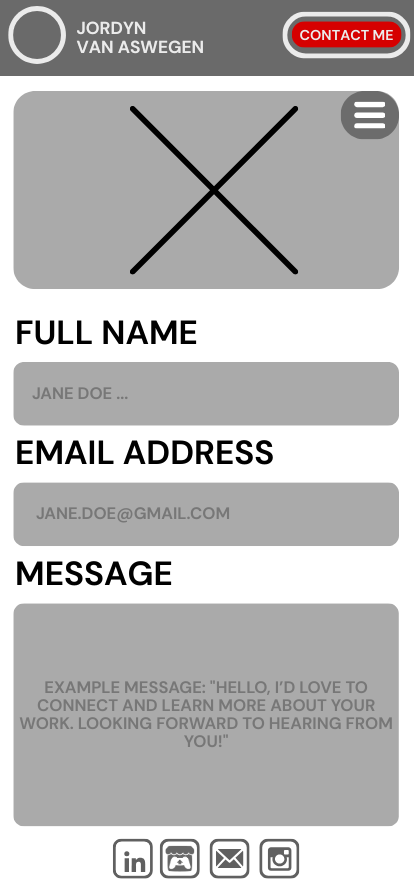 JORDYN
VAN ASWEGEN
CONTACT ME
FULL NAME
JANE DOE ...
EMAIL ADDRESS
JANE.DOE@GMAIL.COM
MESSAGE
EXAMPLE MESSAGE: "HELLO, I'D LOVE TO
CONNECT AND LEARN MORE ABOUT YOUR
WORK. LOOKING FORWARD TO HEARING FROM
YOU!"
in